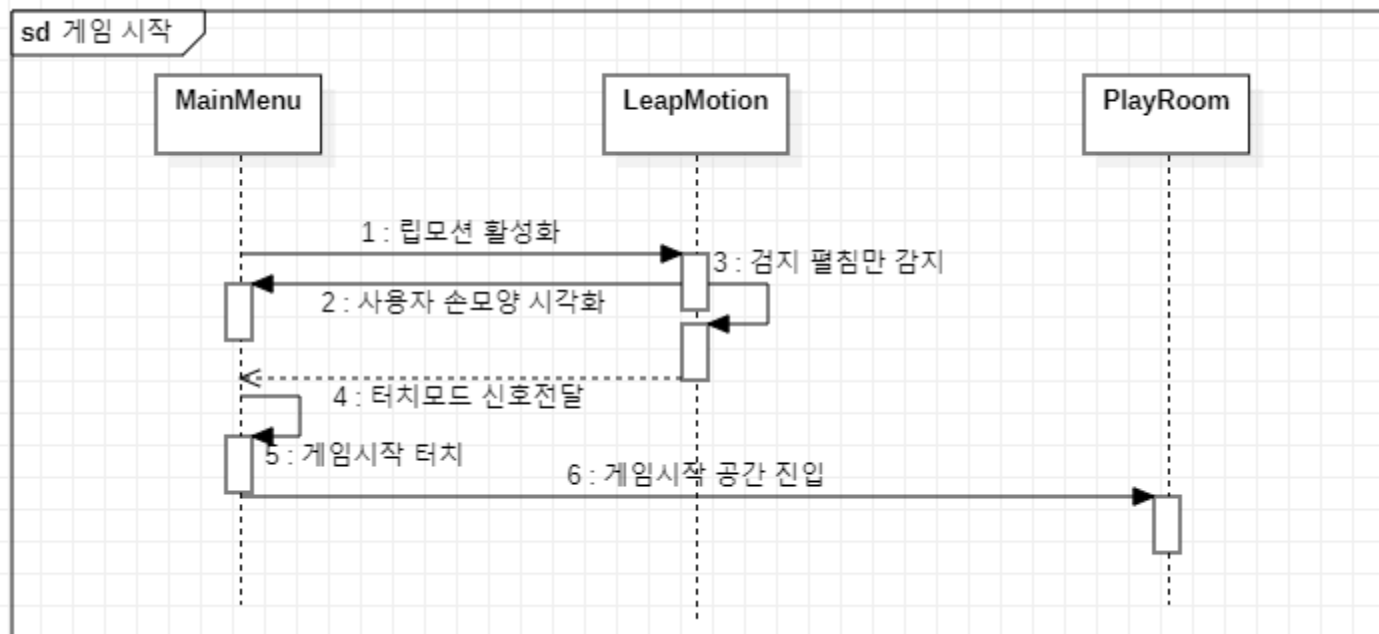 sd 게임 시작
MainMenu
LeapMotion
PlayRoom
1 : 립모션 활성화
3 : 검지 펼침만 감지
2 : 사용자 손모양 시각화
4 : 터치모드 신호전달
5 : 게임시작 터치
6 : 게임시작 공간 진입